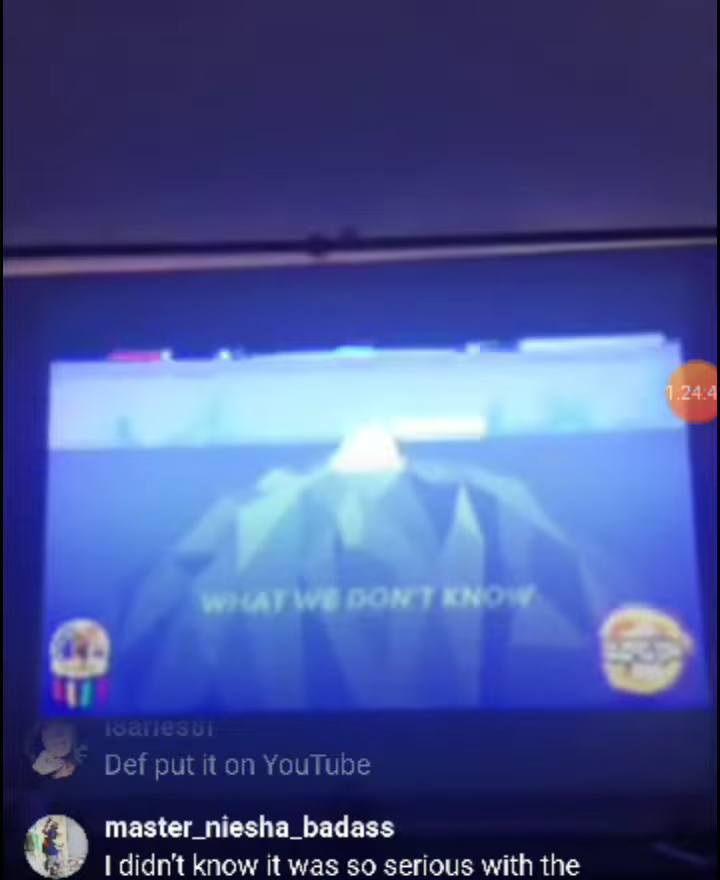 1:24:4
WHAT WE DON'T KNOW
i8aries8i
Def put it on YouTube
master_niesha_badass
I didn't know it was so serious with the